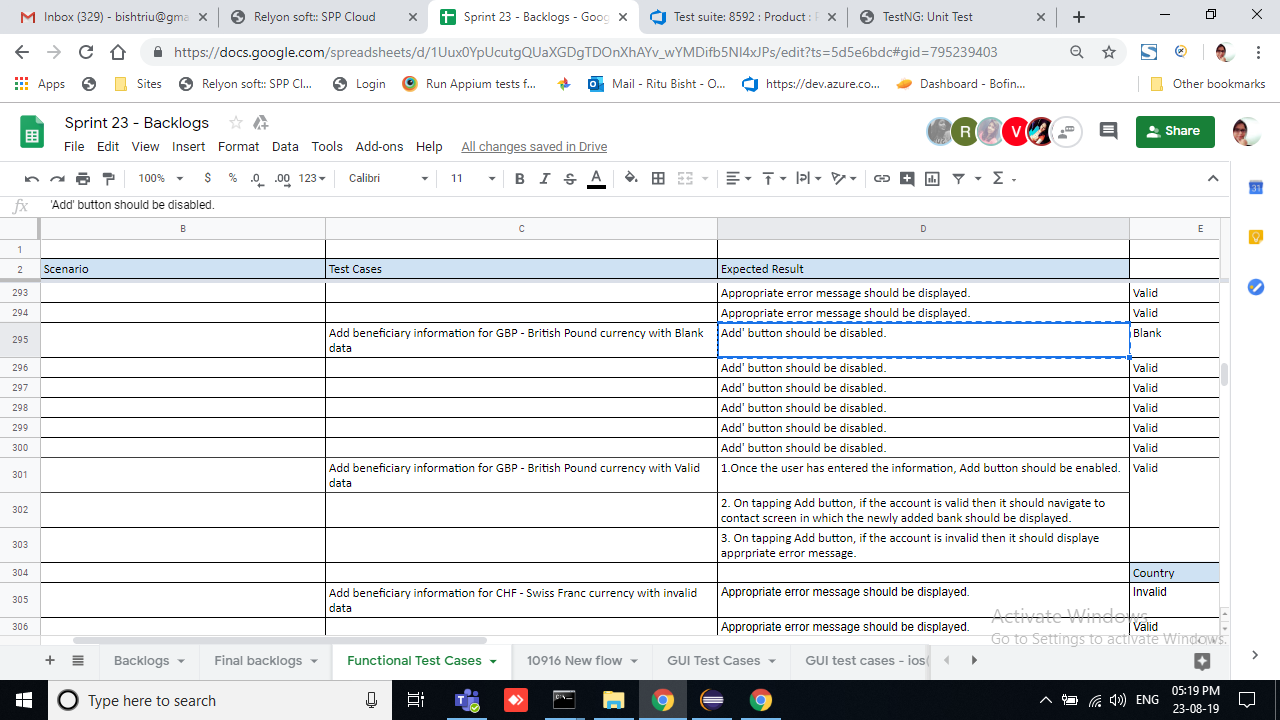 Inbox (329) - bishtriu@gma
Relyon soft:: SPP Cloud
Sprint 23 - Backlogs - Goog
Test suite: 8592 : Product : F
TestNG: Unit Test
https://docs.google.com/spreadsheets/d/1Uux0YpUcutgQUaXGDgTDOnXhAYv_wYMDifb5NI4xJPs/edit?ts=5d5e6bdc#gid=795239403
Apps
Sites
Relyon soft:: SPP Cl...
Login
Run Appium tests f...
Mail - Ritu Bisht - O...
https://dev.azure.co...
Dashboard - Bofin...
Other bookmarks
Sprint 23 - Backlogs
R
V
Share
File Edit View Insert Format Data Tools Add-ons Help All changes saved in Drive
100% $ % .0 .00 123 Calibri 11 B I S A
fx 'Add' button should be disabled.
B C D E
1
2 Scenario Test Cases Expected Result
293 Appropriate error message should be displayed. Valid
294 Appropriate error message should be displayed. Valid
295 Add beneficiary information for GBP - British Pound currency with Blank data Add' button should be disabled. Blank
296 Add' button should be disabled. Valid
297 Add' button should be disabled. Valid
298 Add' button should be disabled. Valid
299 Add' button should be disabled. Valid
300 Add' button should be disabled. Valid
301 Add beneficiary information for GBP - British Pound currency with Valid data 1.Once the user has entered the information, Add button should be enabled. Valid
302 2. On tapping Add button, if the account is valid then it should navigate to contact screen in which the newly added bank should be displayed.
303 3. On tapping Add button, if the account is invalid then it should displaye apprpriate error message.
304 Country
305 Add beneficiary information for CHF - Swiss Franc currency with invalid data Appropriate error message should be displayed. Invalid
306 Appropriate error message should be displayed. Valid
Activate Windows
Go to Settings to activate Windows.
Backlogs Final backlogs Functional Test Cases 10916 New flow GUI Test Cases GUI test cases - ios(
31
Type here to search
ENG
05:19 PM
23-08-19